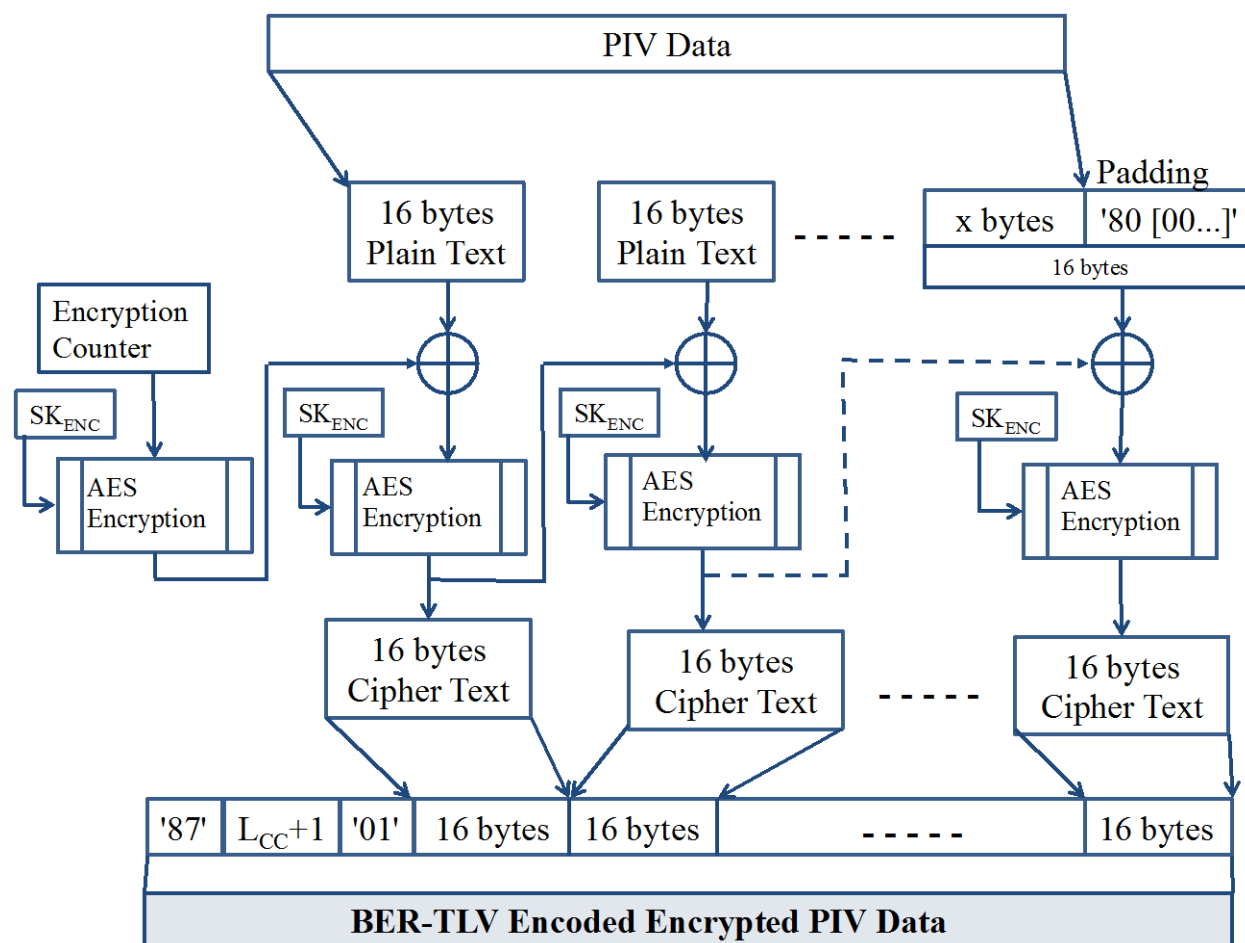 PIV Data
Padding
16 bytes
Plain Text
16 bytes
Plain Text
- - - - -
x bytes
'80 [00...]'
16 bytes
Encryption
Counter
SKENC
SKENC
SKENC
SKENC
AES
Encryption
AES
Encryption
AES
Encryption
AES
Encryption
16 bytes
Cipher Text
16 bytes
Cipher Text
- - - - -
16 bytes
Cipher Text
'87'
LCC+1
'01'
16 bytes
16 bytes
- - - - -
16 bytes
BER-TLV Encoded Encrypted PIV Data